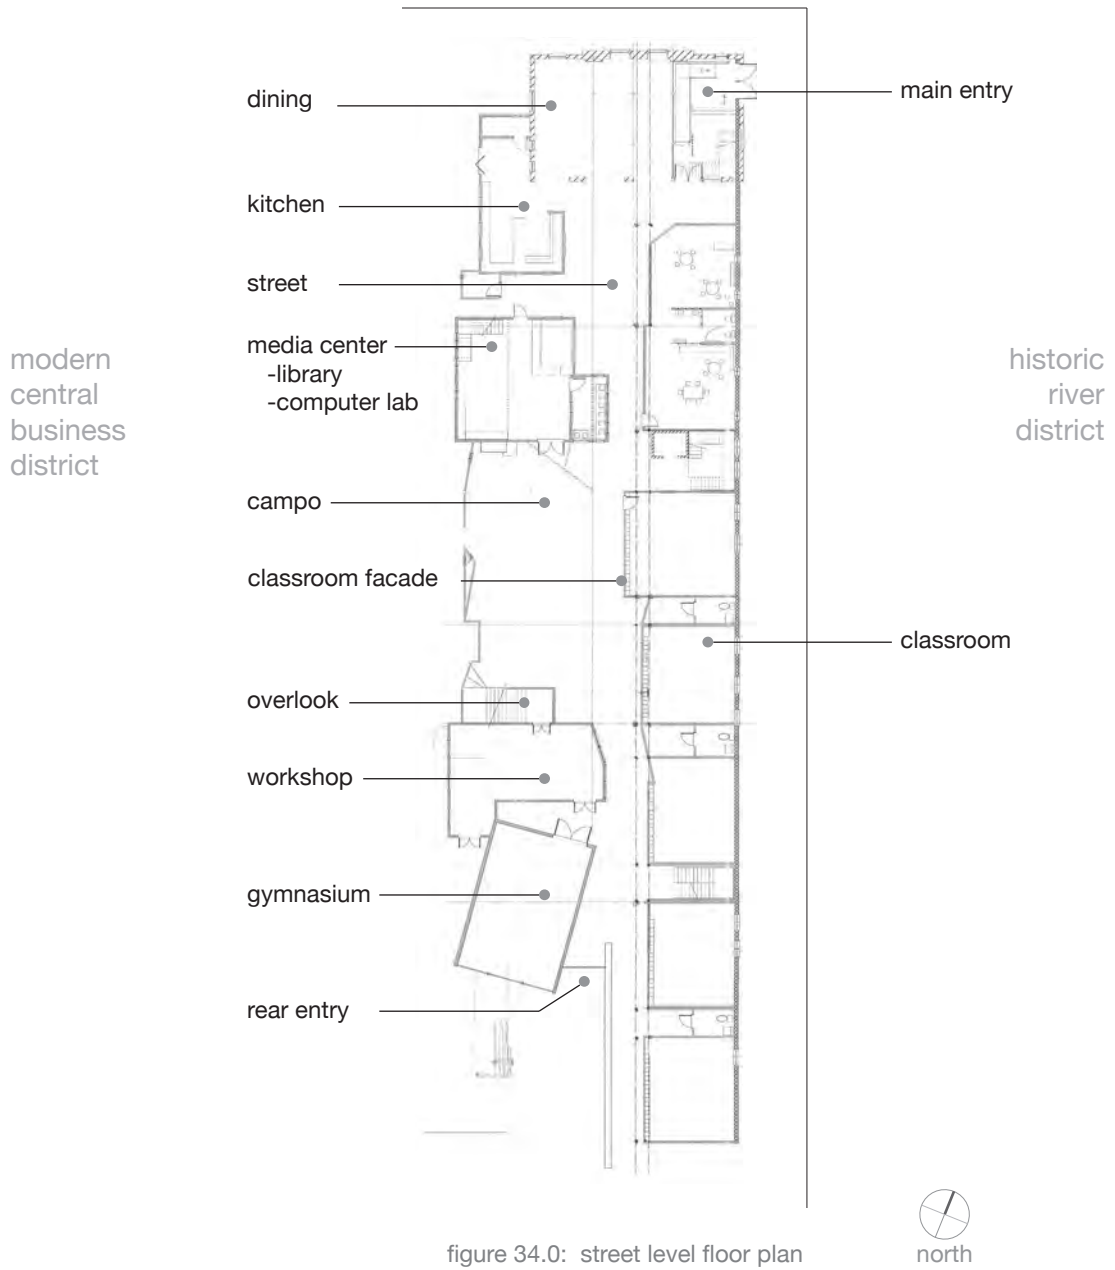 dining
main entry
kitchen
street
media center
-library
-computer lab
modern
central
business
district
historic
river
district
campo
classroom facade
classroom
overlook
workshop
gymnasium
rear entry
figure 34.0: street level floor plan
north